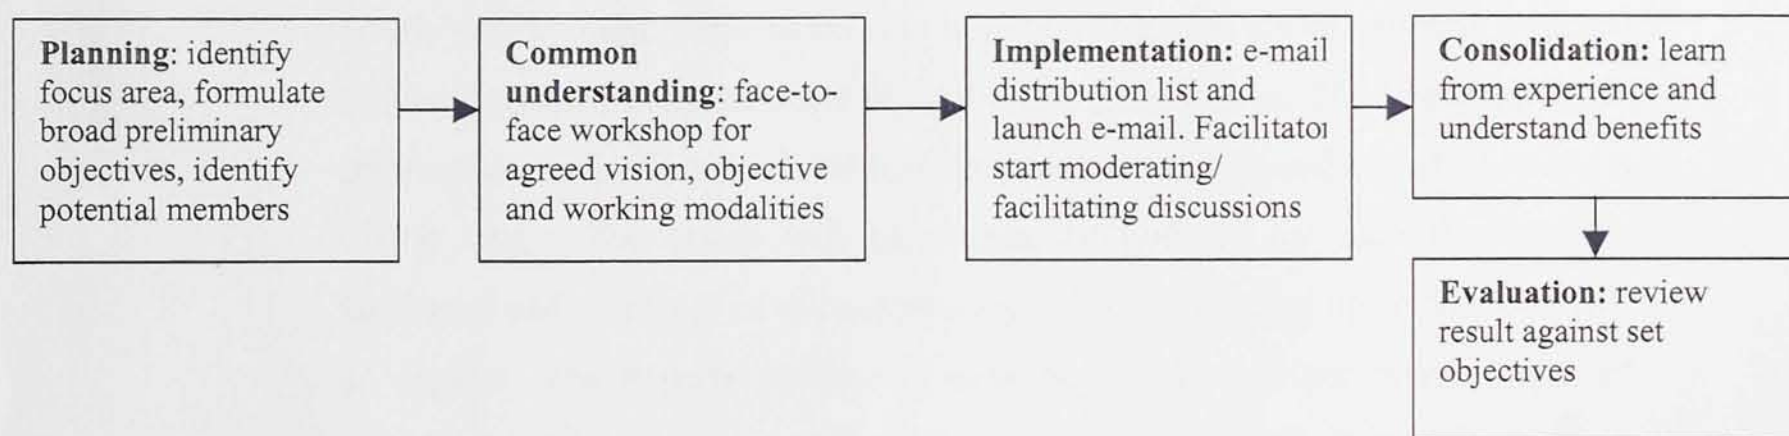 Planning: identify
focus area, formulate
broad preliminary
objectives, identify
potential members
Common
understanding: face-to-
face workshop for
agreed vision, objective
and working modalities
Implementation: e-mail
distribution list and
launch e-mail. Facilitator
start moderating/
facilitating discussions
Consolidation: learn
from experience and
understand benefits
Evaluation: review
result against set
objectives